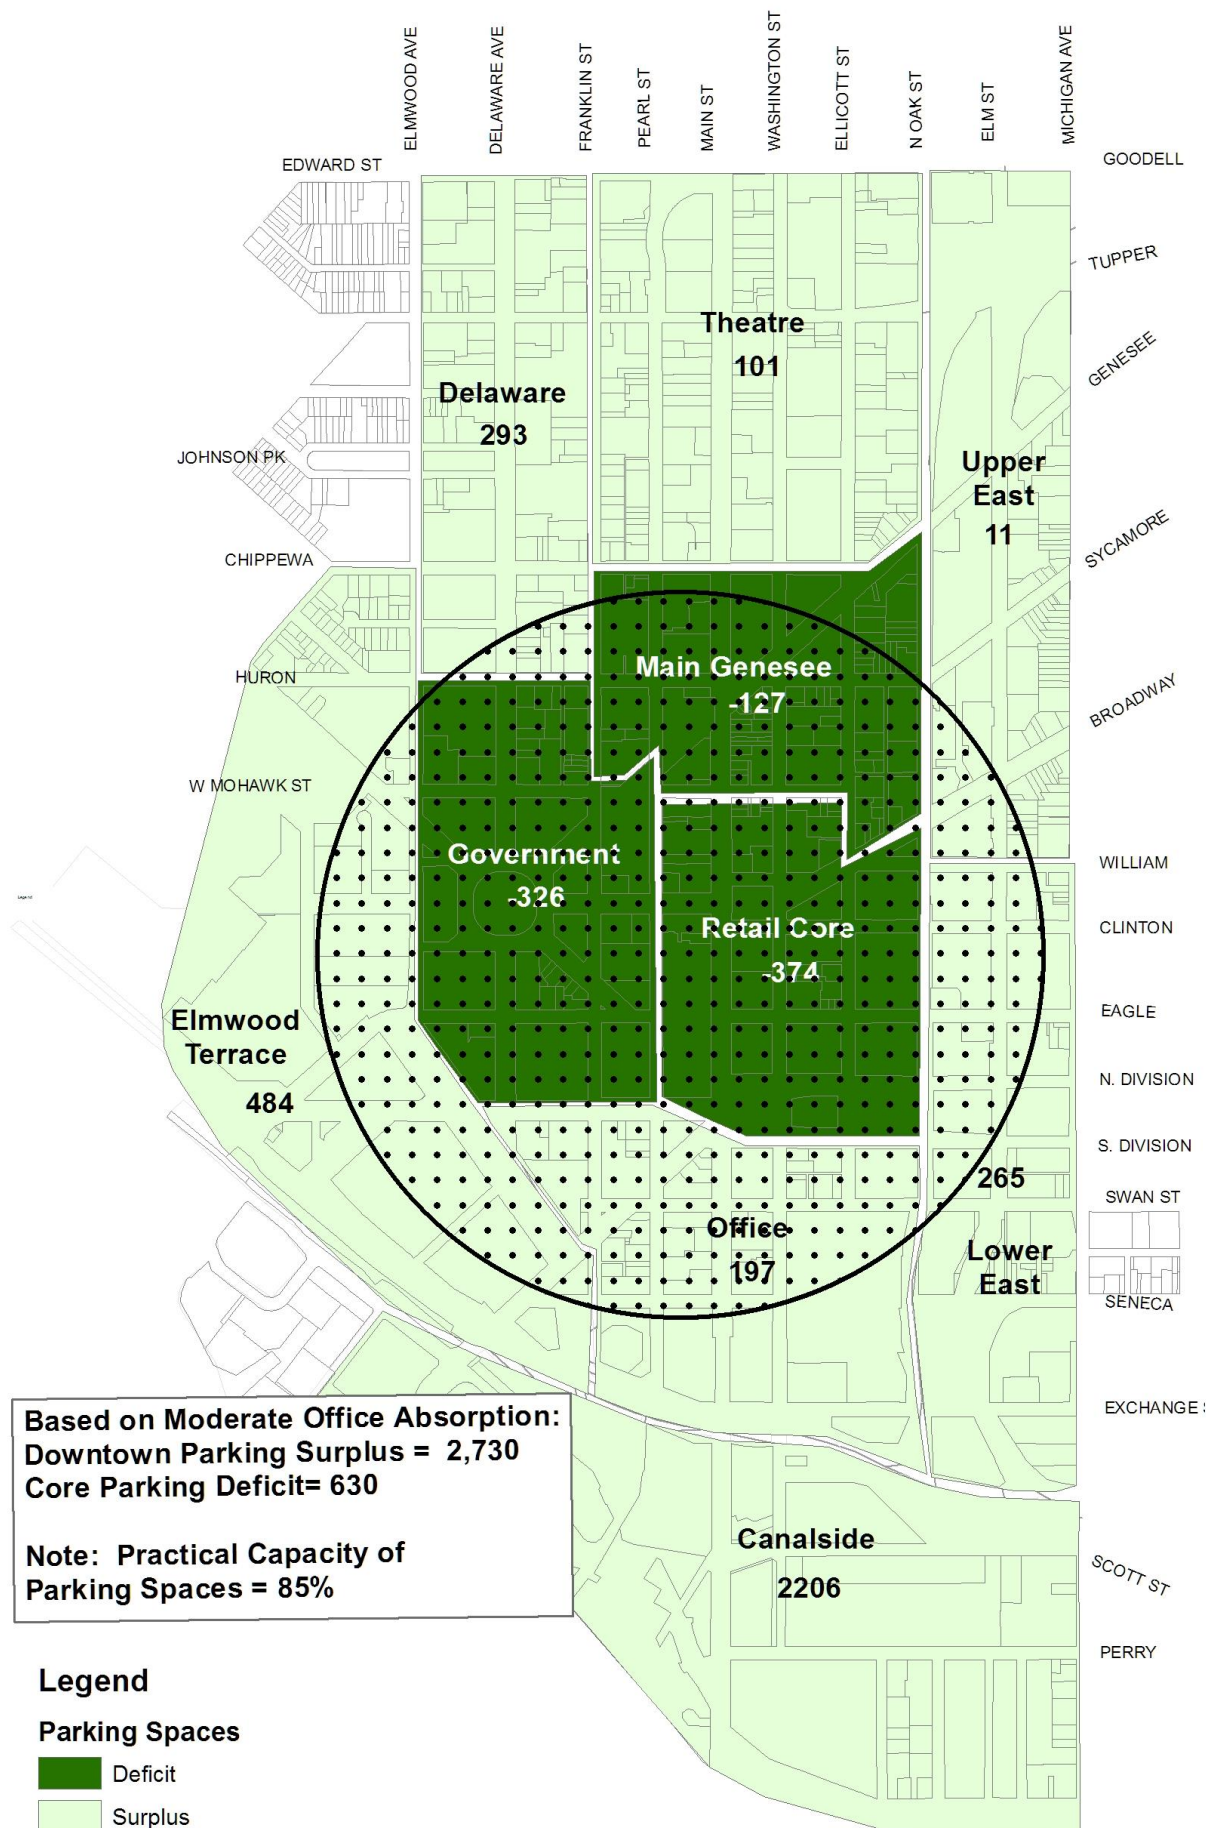 ELMWOOD AVE
DELAWARE AVE
FRANKLIN ST
PEARL ST
MAIN ST
WASHINGTON ST
ELLICOTT ST
N OAK ST
ELM ST
MICHIGAN AVE
EDWARD ST
GOODELL
TUPPER
Theatre
101
GENESEE
Delaware
293
JOHNSON PK
Upper
East
11
SYCAMORE
CHIPPEWA
HURON
Main Genesee
-127
BROADWAY
W MOHAWK ST
Government
-326
WILLIAM
Legend
Retail Core
-374
CLINTON
EAGLE
Elmwood
Terrace
484
N. DIVISION
S. DIVISION
265
SWAN ST
Office
197
Lower
East
SENECA
EXCHANGE S
Based on Moderate Office Absorption:
Downtown Parking Surplus = 2,730
Core Parking Deficit= 630
Note: Practical Capacity of
Parking Spaces = 85%
Canalside
2206
SCOTT ST
PERRY
Legend
Parking Spaces
Deficit
Surplus